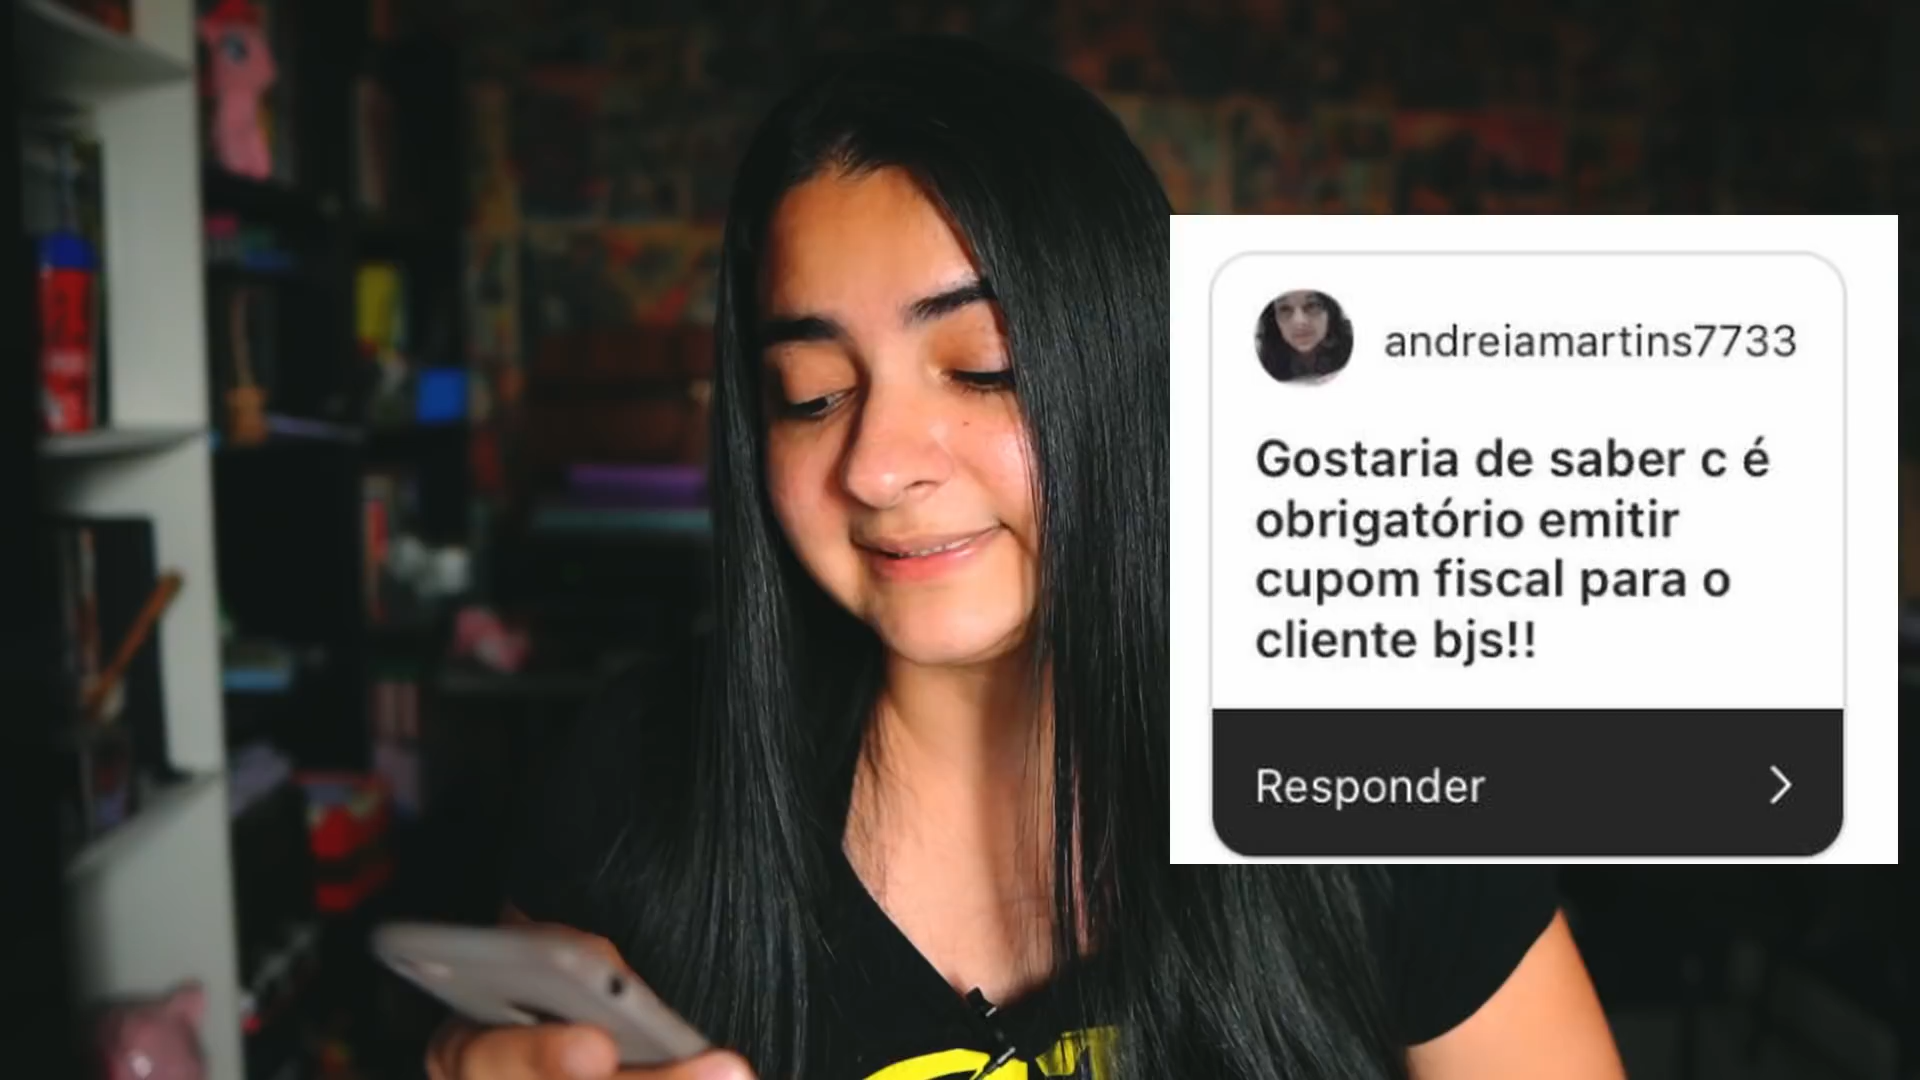 andreiamartins7733
Gostaria de saber c é
obrigatório emitir
cupom fiscal para o
cliente bjs!!
Responder